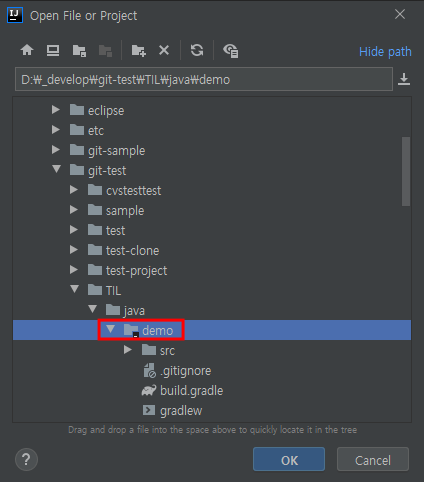 IJ Open File or Project
Hide path
D:₩_develop₩git-test₩TIL₩java₩demo
eclipse
etc
git-sample
git-test
cvstesttest
sample
test
test-clone
test-project
TIL
java
demo
src
.gitignore
build.gradle
gradlew
Drag and drop a file into the space above to quickly locate it in the tree
? OK Cancel